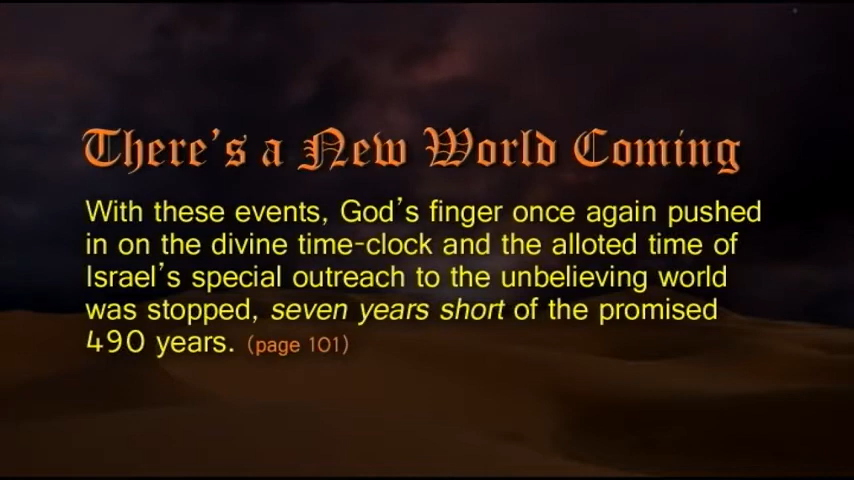 There's a New World Coming
With these events, God's finger once again pushed
in on the divine time-clock and the alloted time of
Israel's special outreach to the unbelieving world
was stopped, seven years short of the promised
490 years. (page 101)